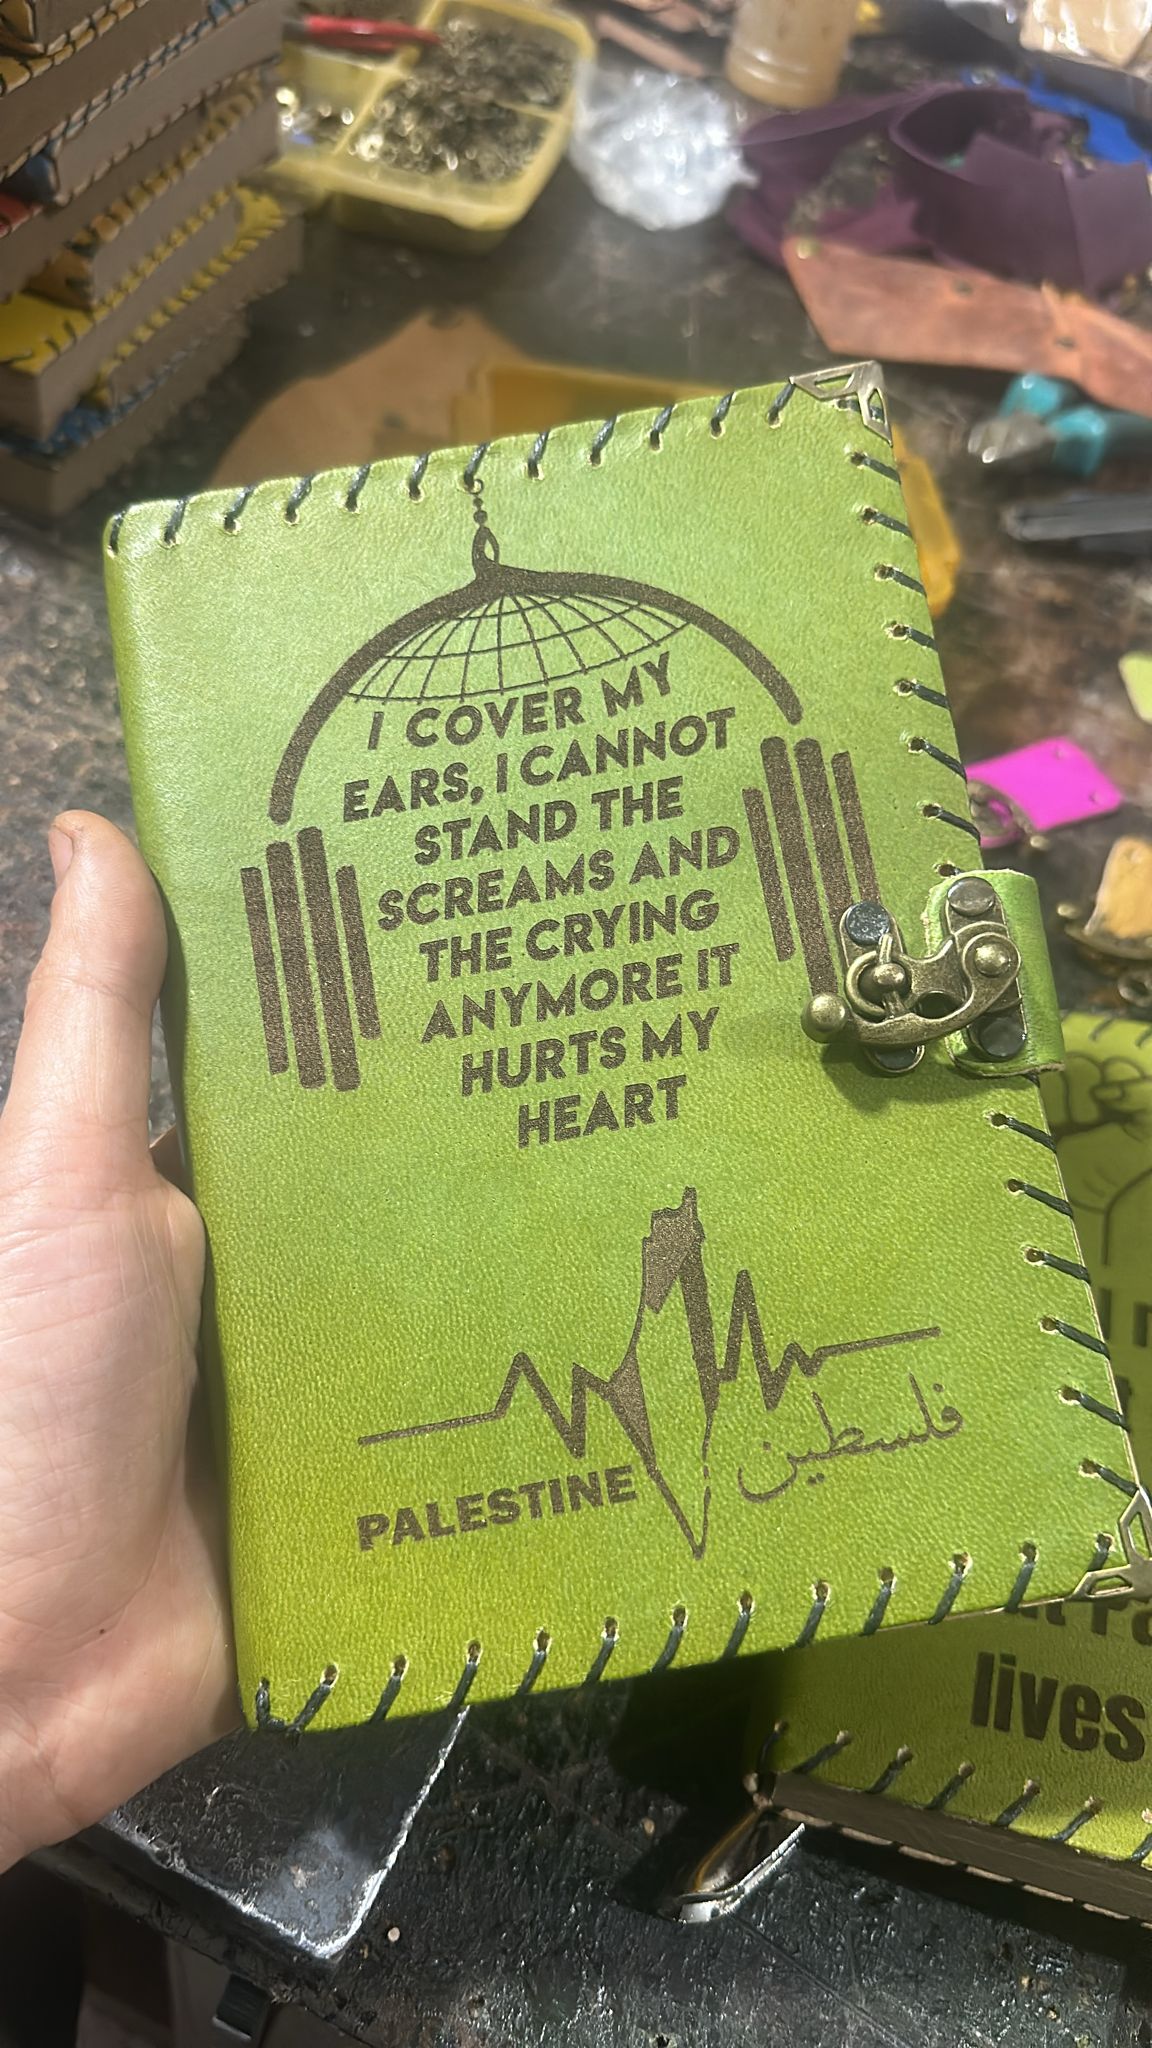 I COVER MY
EARS, I CANNOT
STAND THE
SCREAMS AND
THE CRYING
ANYMORE IT
HURTS MY
HEART
PALESTINE
فلسطين
lives